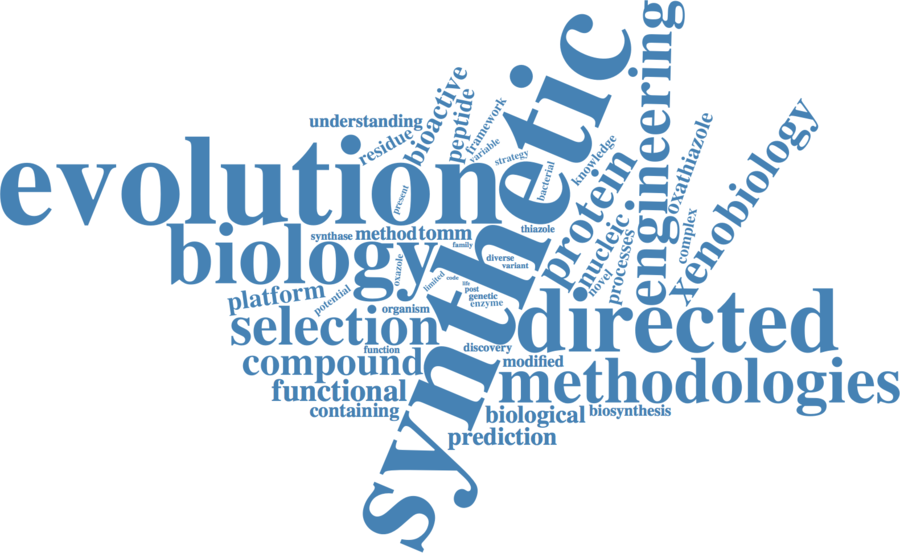 synthetic
evolution
directed
biology
engineering
methodologies
xenobiology
protein
selection
compound
functional
bioactive
peptide
nucleic
platform
prediction
biological
understanding
residue
framework
variable
strategy
knowledge
bacterial
present
oxathiazole
complex
processes
novel
thiazole
synthase
method
tomm
family
oxazole
diverse
variant
limited
code
life
post
genetic
enzyme
potential
organism
function
discovery
modified
containing
biosynthesis